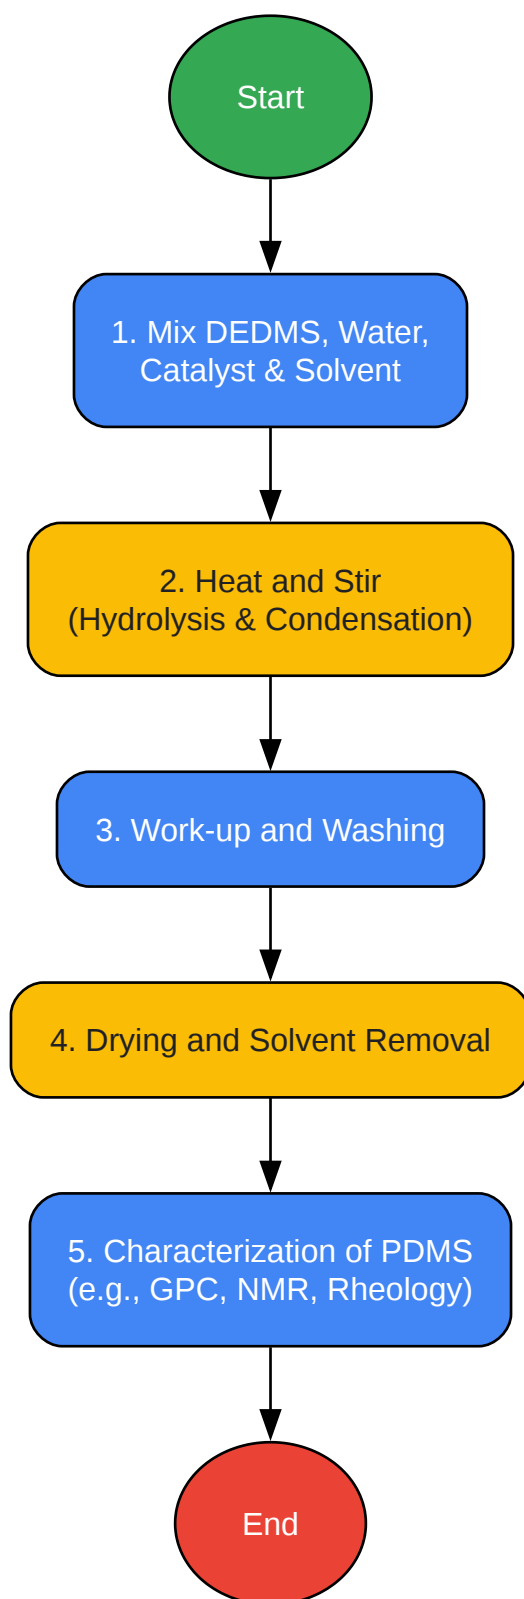 Start
1. Mix DEDMS, Water,
Catalyst & Solvent
2. Heat and Stir
(Hydrolysis & Condensation)
3. Work-up and Washing
4. Drying and Solvent Removal
5. Characterization of PDMS
(e.g., GPC, NMR, Rheology)
End